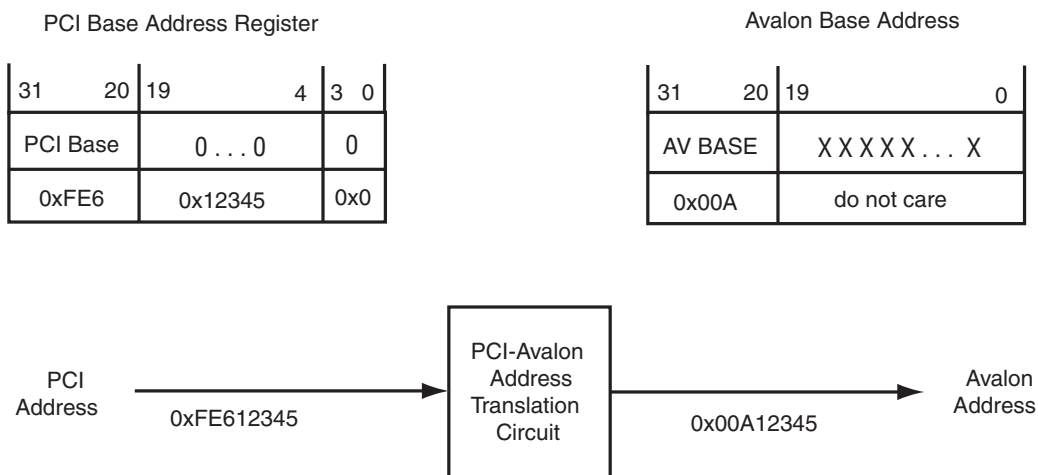 PCI Base Address Register
Avalon Base Address
31 20 19 4 3 0
PCI Base 0 . . . 0 0
0xFE6 0x12345 0x0
31 20 19 0
AV BASE X X X X X . . . X
0x00A do not care
PCI
Address
0xFE612345
PCI-Avalon
Address
Translation
Circuit
0x00A12345
Avalon
Address